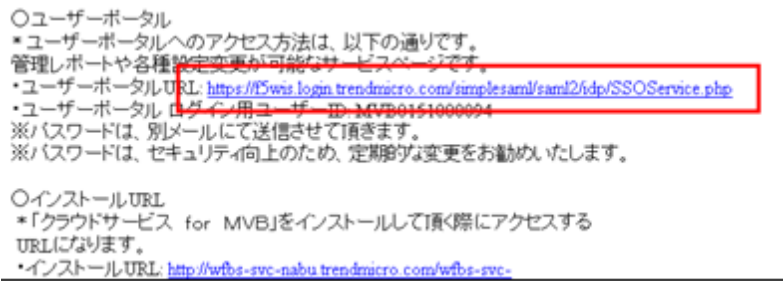 〇ユーザーポータル
*ユーザーポータルへのアクセス方法は、以下の通りです。
管理レポートや各種設定変更が可能なサービスページです。
・ユーザーポータルURL: https://f5wis.login.trendmicro.com/simplesaml/saml2/idp/SSOService.php
・ユーザーポータル ログイン用ユーザーID: MVB0151000094
※パスワードは、別メールにて送信させて頂きます。
※パスワードは、セキュリティ向上のため、定期的な変更をお勧めいたします。
〇インストールURL
*「クラウドサービス for MVB」をインストールして頂く際にアクセスする
URLになります。
・インストールURL: http://wfbs-svc-nabu.trendmicro.com/wfbs-svc-